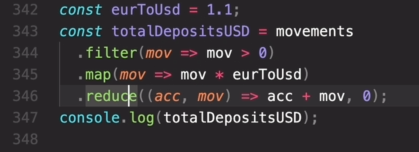 342 const eurToUsd = 1.1;
343 const totalDepositsUSD = movements
344 .filter(mov => mov > 0)
345 .map(mov => mov * eurToUsd)
346 .reduce((acc, mov) => acc + mov, 0);
347 console.log(totalDepositsUSD);
348